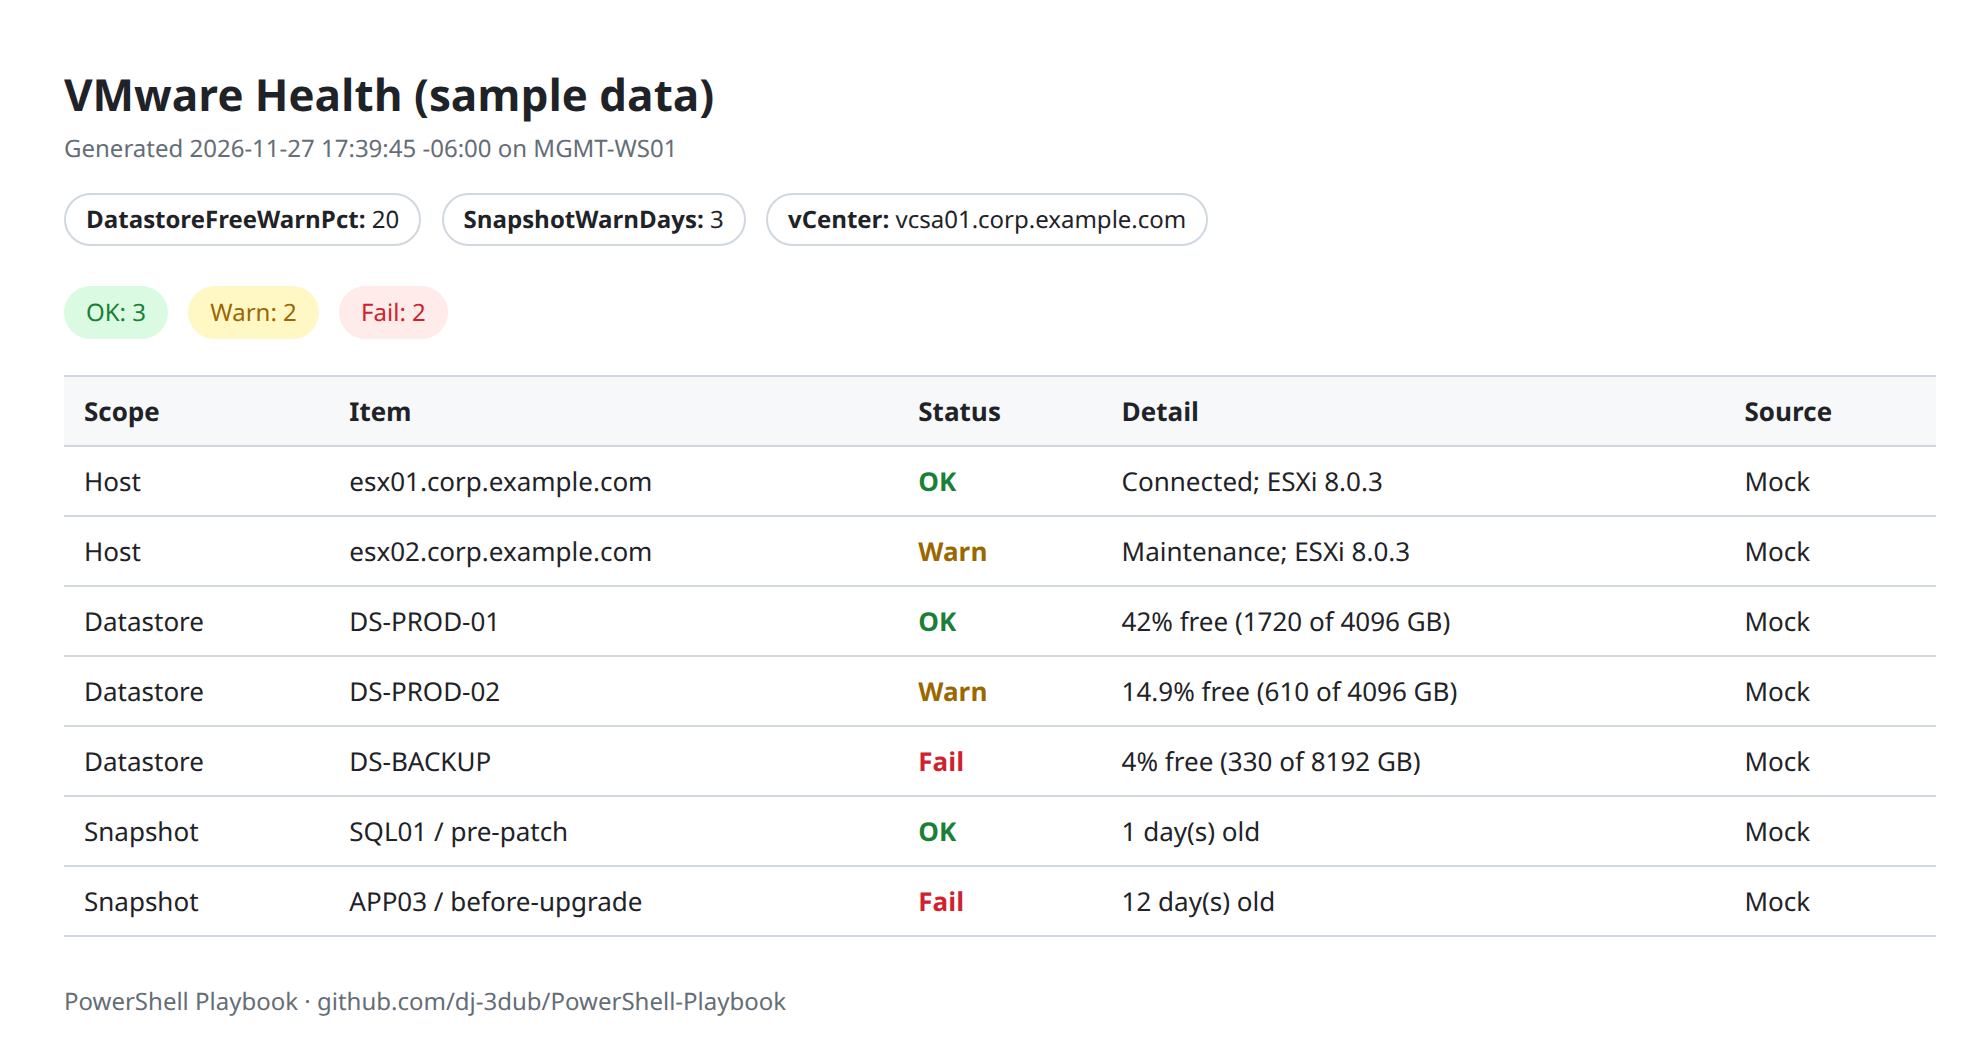 VMware Health (sample data)
Generated 2026-11-27 17:39:45 -06:00 on MGMT-WS01
DatastoreFreeWarnPct: 20 SnapshotWarnDays: 3 vCenter: vcsa01.corp.example.com
OK: 3 Warn: 2 Fail: 2
Scope Item Status Detail Source
Host esx01.corp.example.com OK Connected; ESXi 8.0.3 Mock
Host esx02.corp.example.com Warn Maintenance; ESXi 8.0.3 Mock
Datastore DS-PROD-01 OK 42% free (1720 of 4096 GB) Mock
Datastore DS-PROD-02 Warn 14.9% free (610 of 4096 GB) Mock
Datastore DS-BACKUP Fail 4% free (330 of 8192 GB) Mock
Snapshot SQL01 / pre-patch OK 1 day(s) old Mock
Snapshot APP03 / before-upgrade Fail 12 day(s) old Mock
PowerShell Playbook · github.com/dj-3dub/PowerShell-Playbook